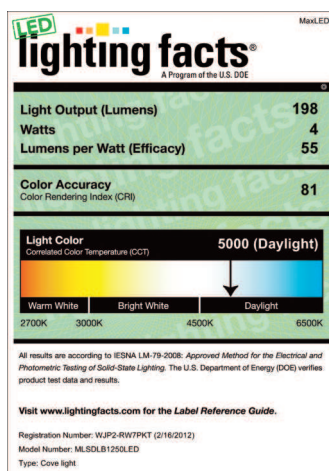 MaxLED
LED
lighting facts®
A Program of the U.S. DOE
Light Output (Lumens) 198
Watts 4
Lumens per Watt (Efficacy) 55
Color Accuracy 81
Color Rendering Index (CRI)
Light Color
Correlated Color Temperature (CCT) 5000 (Daylight)
Warm White Bright White Daylight
2700K 3000K 4500K 6500K
All results are according to IESNA LM-79-2008: Approved Method for the Electrical and
Photometric Testing of Solid-State Lighting. The U.S. Department of Energy (DOE) verifies
product test data and results.
Visit www.lightingfacts.com for the Label Reference Guide.
Registration Number: WJP2-RW7PKT (2/16/2012)
Model Number: MLSDLB1250LED
Type: Cove light